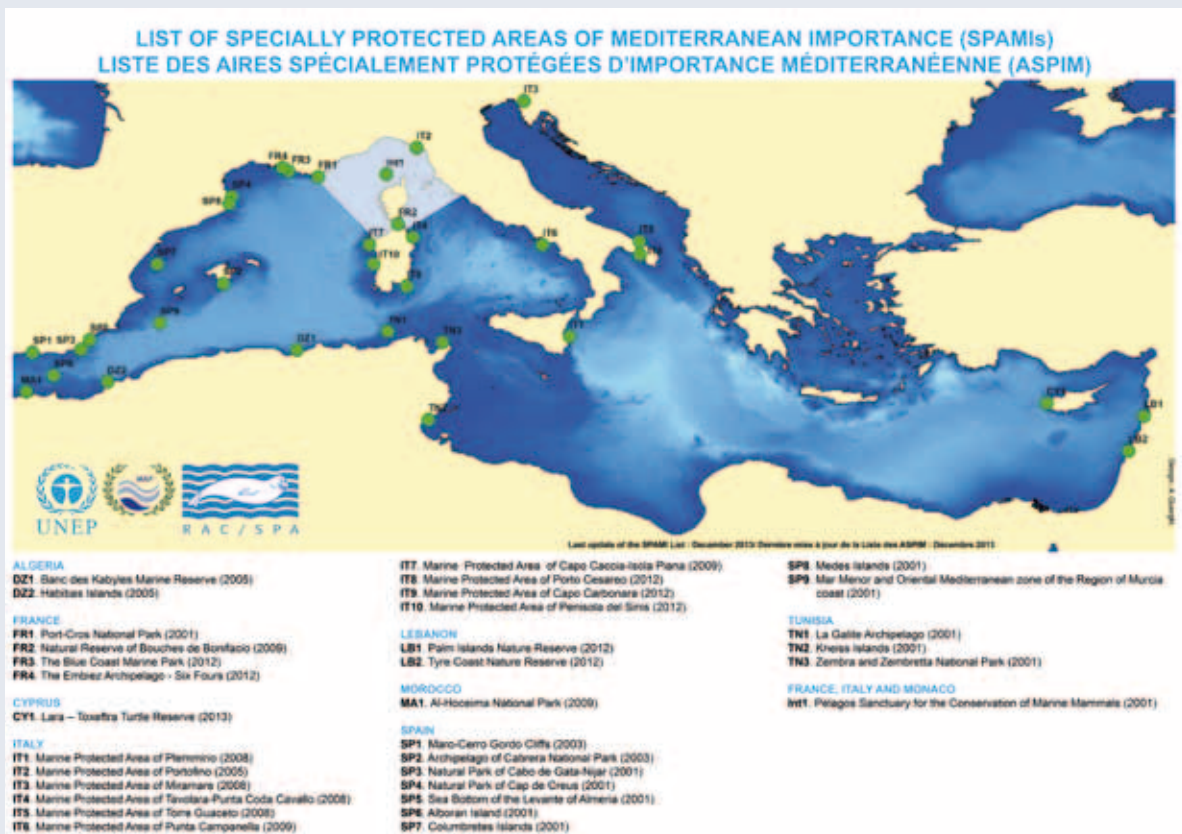 LIST OF SPECIALLY PROTECTED AREAS OF MEDITERRANEAN IMPORTANCE (SPAMIs)
LISTE DES AIRES SPÉCIALEMENT PROTÉGÉES D'IMPORTANCE MÉDITERRANÉENNE (ASPIM)
IT3
IT2
FR4
FR3
FR1
INT1
SP4
SP8
FR2
IT7
IT4
IT6
IT5
IT10
SP7
IT9
SP9
TN1
IT1
SP1
SP3
DZ1
TN3
SP6
MA1
DZ2
LB1
LB2
UNEP
MAP
RAC/SPA
Last update of the SPAMI List : December 2013/ Dernière mise à jour de la Liste des ASPIM : Décembre 2013
ALGERIA
DZ1. Banc des Kabyles Marine Reserve (2005)
DZ2. Habibas Islands (2005)
FRANCE
FR1. Port-Cros National Park (2001)
FR2. Natural Reserve of Bouches de Bonifacio (2009)
FR3. The Blue Coast Marine Park (2012)
FR4. The Embiez Archipelago - Six Fours (2012)
CYPRUS
CY1. Lara – Toxeftra Turtle Reserve (2013)
ITALY
IT1. Marine Protected Area of Plemmirio (2008)
IT2. Marine Protected Area of Portofino (2005)
IT3. Marine Protected Area of Miramare (2008)
IT4. Marine Protected Area of Tavolara-Punta Coda Cavallo (2008)
IT5. Marine Protected Area of Torre Guaceto (2008)
IT6. Marine Protected Area of Punta Campanella (2009)
IT7. Marine Protected Area of Capo Caccia-Isola Piana (2009)
IT8. Marine Protected Area of Porto Cesareo (2012)
IT9. Marine Protected Area of Capo Carbonara (2012)
IT10. Marine Protected Area of Penisola del Sinis (2012)
LEBANON
LB1. Palm Islands Nature Reserve (2012)
LB2. Tyre Coast Nature Reserve (2012)
MOROCCO
MA1. Al-Hoceima National Park (2009)
SPAIN
SP1. Maro-Cerro Gordo Cliffs (2003)
SP2. Archipelago of Cabrera National Park (2003)
SP3. Natural Park of Cabo de Gata-Nijar (2001)
SP4. Natural Park of Cap de Creus (2001)
SP5. Sea Bottom of the Levante of Almeria (2001)
SP6. Alboran Island (2001)
SP7. Columbretes Islands (2001)
SP8. Medes Islands (2001)
SP9. Mar Menor and Oriental Mediterranean zone of the Region of Murcia
coast (2001)
TUNISIA
TN1. La Galite Archipelago (2001)
TN2. Kneiss Islands (2001)
TN3. Zembra and Zembretta National Park (2001)
FRANCE, ITALY AND MONACO
Int1. Pelagos Sanctuary for the Conservation of Marine Mammals (2001)